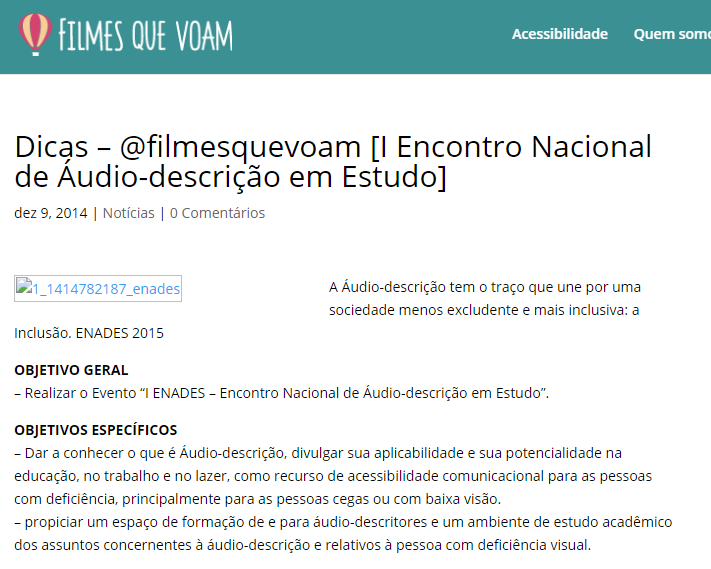 FILMES QUE VOAM
Acessibilidade
Quem somo
Dicas – @filmesquevoam [I Encontro Nacional
de Áudio-descrição em Estudo]
dez 9, 2014 | Notícias | 0 Comentários
1_1414782187_enades
A Áudio-descrição tem o traço que une por uma
sociedade menos excludente e mais inclusiva: a
Inclusão. ENADES 2015
OBJETIVO GERAL
– Realizar o Evento “I ENADES – Encontro Nacional de Áudio-descrição em Estudo”.
OBJETIVOS ESPECÍFICOS
– Dar a conhecer o que é Áudio-descrição, divulgar sua aplicabilidade e sua potencialidade na
educação, no trabalho e no lazer, como recurso de acessibilidade comunicacional para as pessoas
com deficiência, principalmente para as pessoas cegas ou com baixa visão.
– propiciar um espaço de formação de e para áudio-descritores e um ambiente de estudo acadêmico
dos assuntos concernentes à áudio-descrição e relativos à pessoa com deficiência visual.